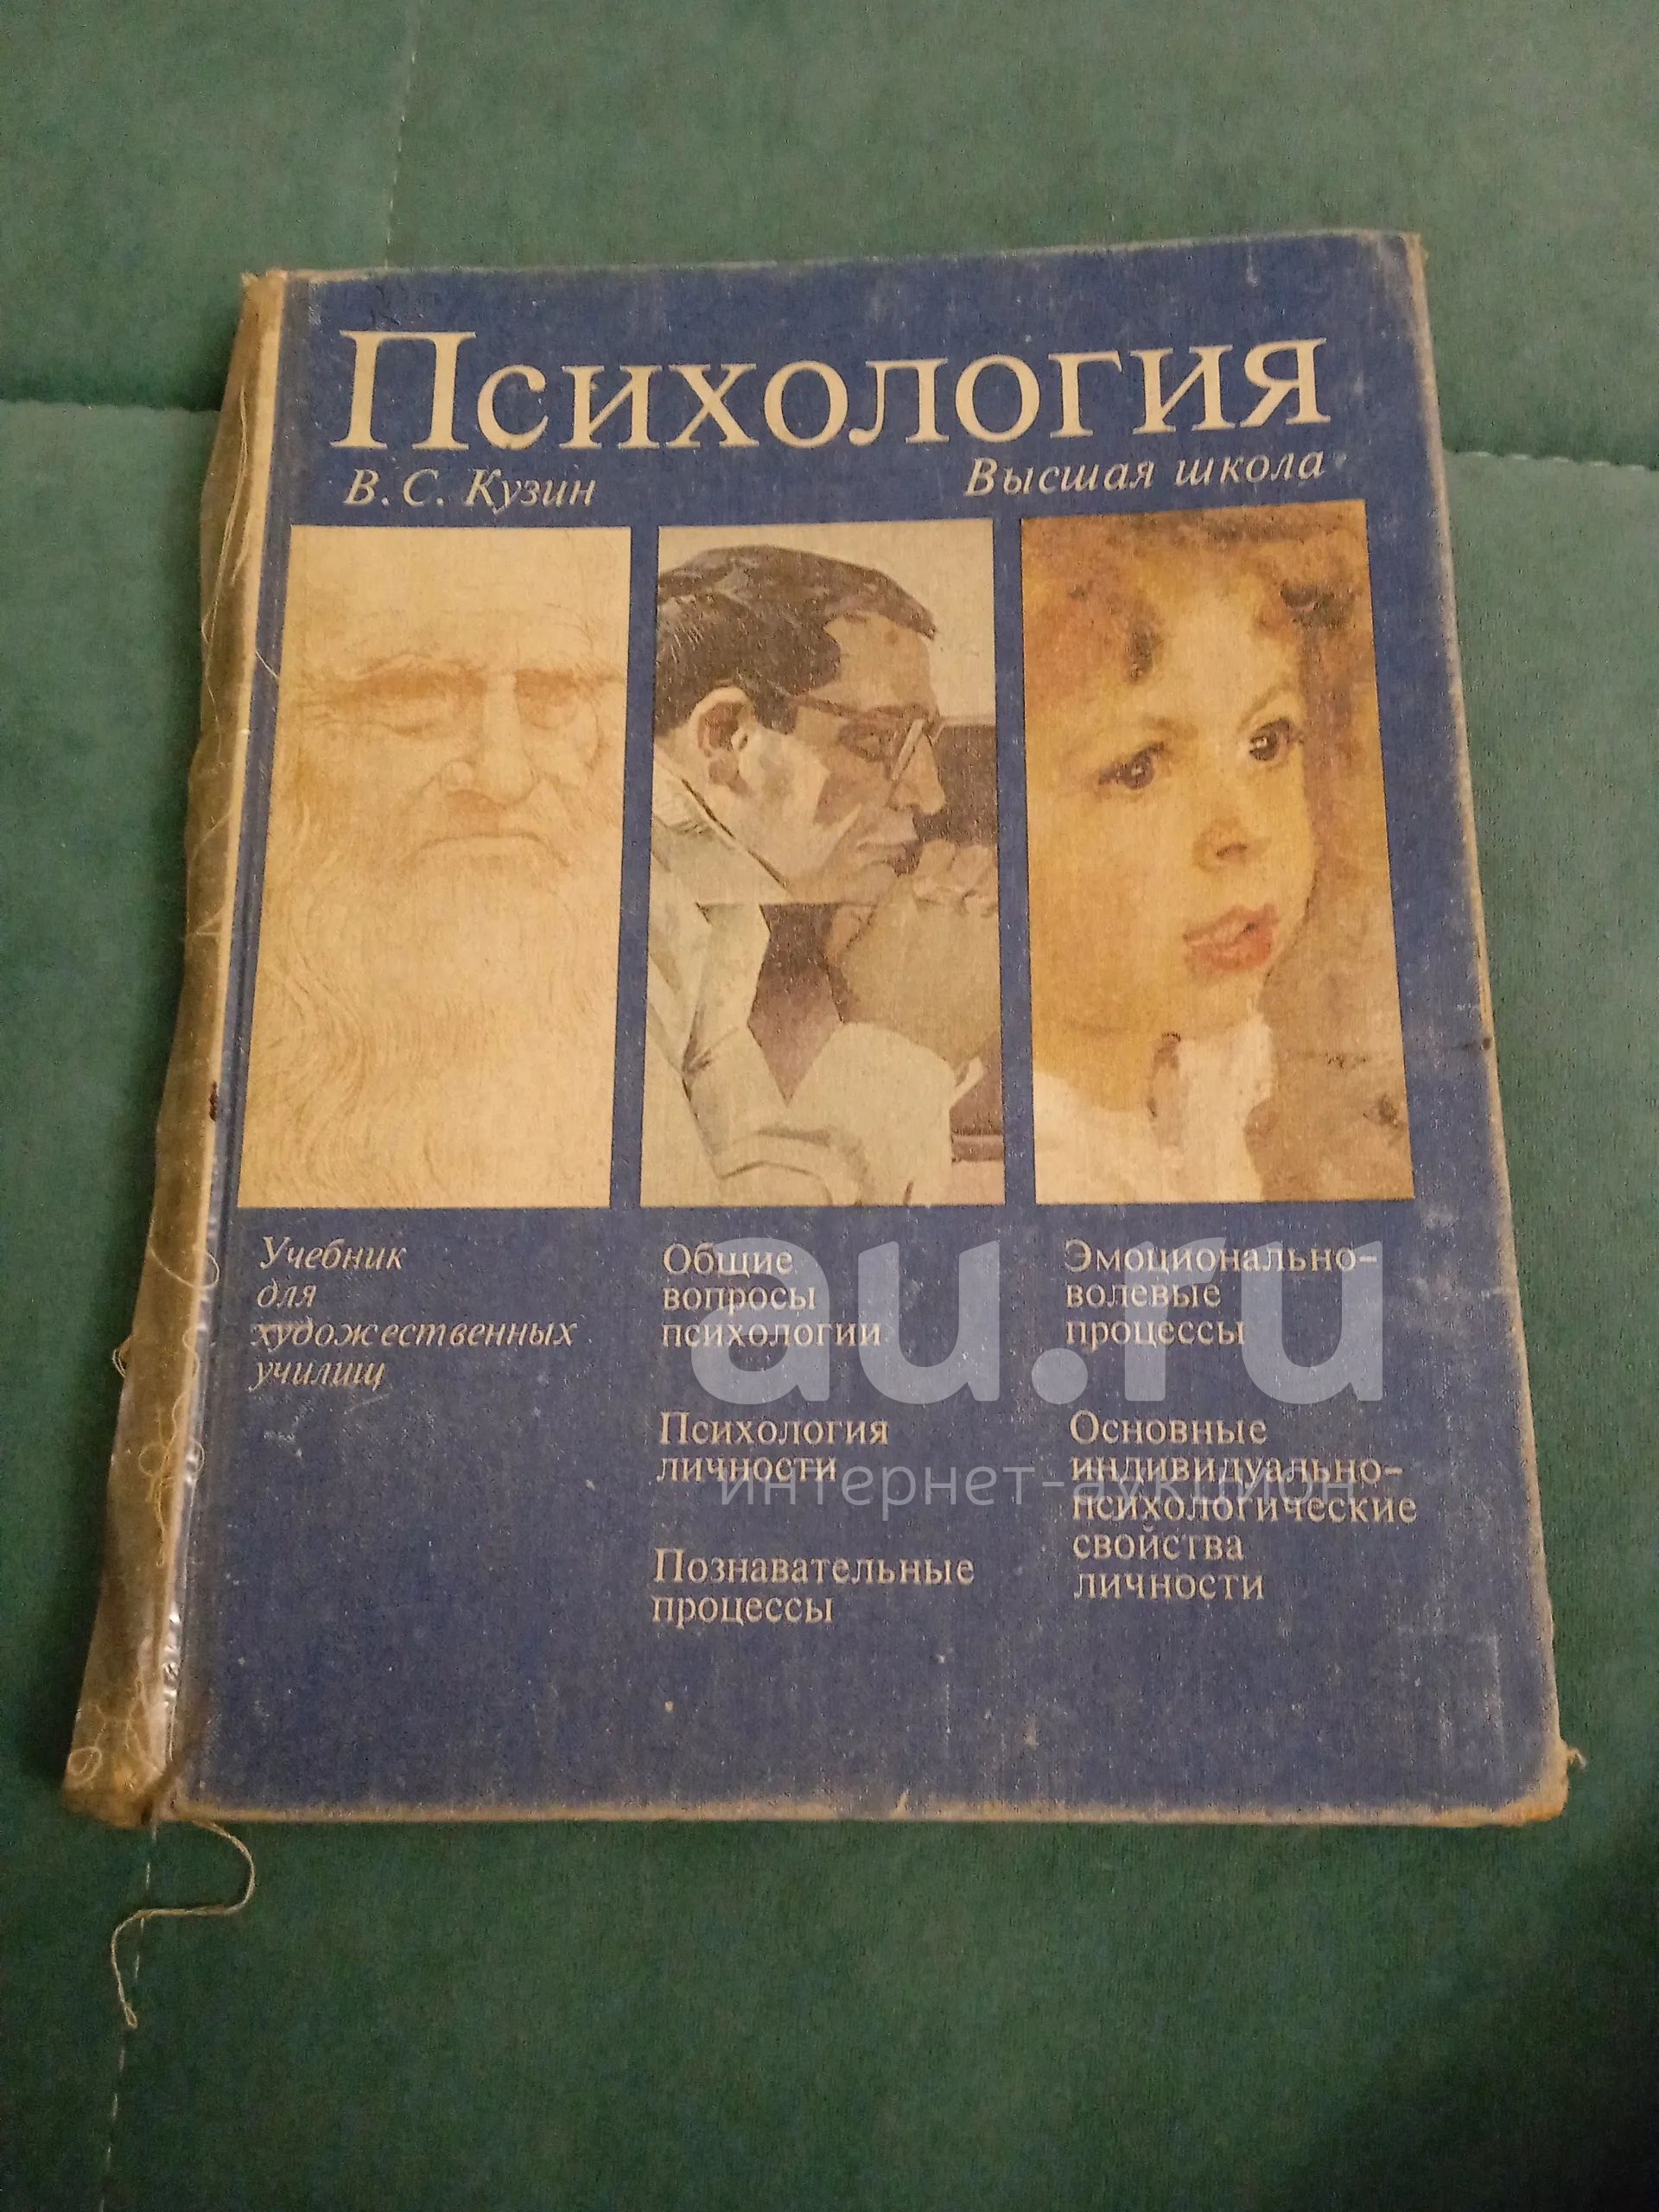 Психология
В. С. Кузин
Высшая школа
Учебник
для
художественных
училищ
Общие
вопросы
психологии
Психология
личности
Познавательные
процессы
Эмоционально-
волевые
процессы
Основные
индивидуально-
психологические
свойства
личности
au.ru
интернет-аукцион